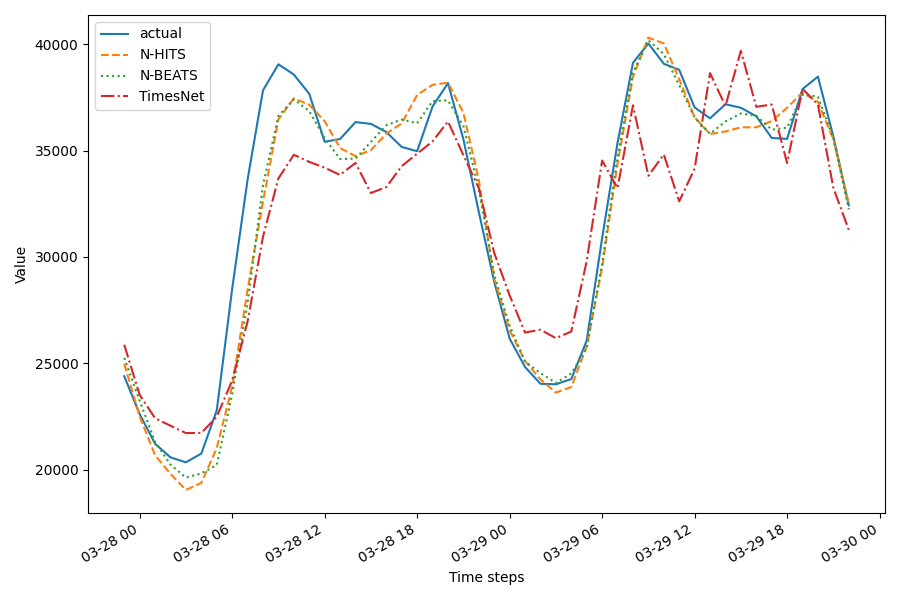 actual
N-HITS
N-BEATS
TimesNet
40000
35000
30000
25000
20000
Value
03-28 00
03-28 06
03-28 12
03-28 18
03-29 00
03-29 06
03-29 12
03-29 18
03-30 00
Time steps